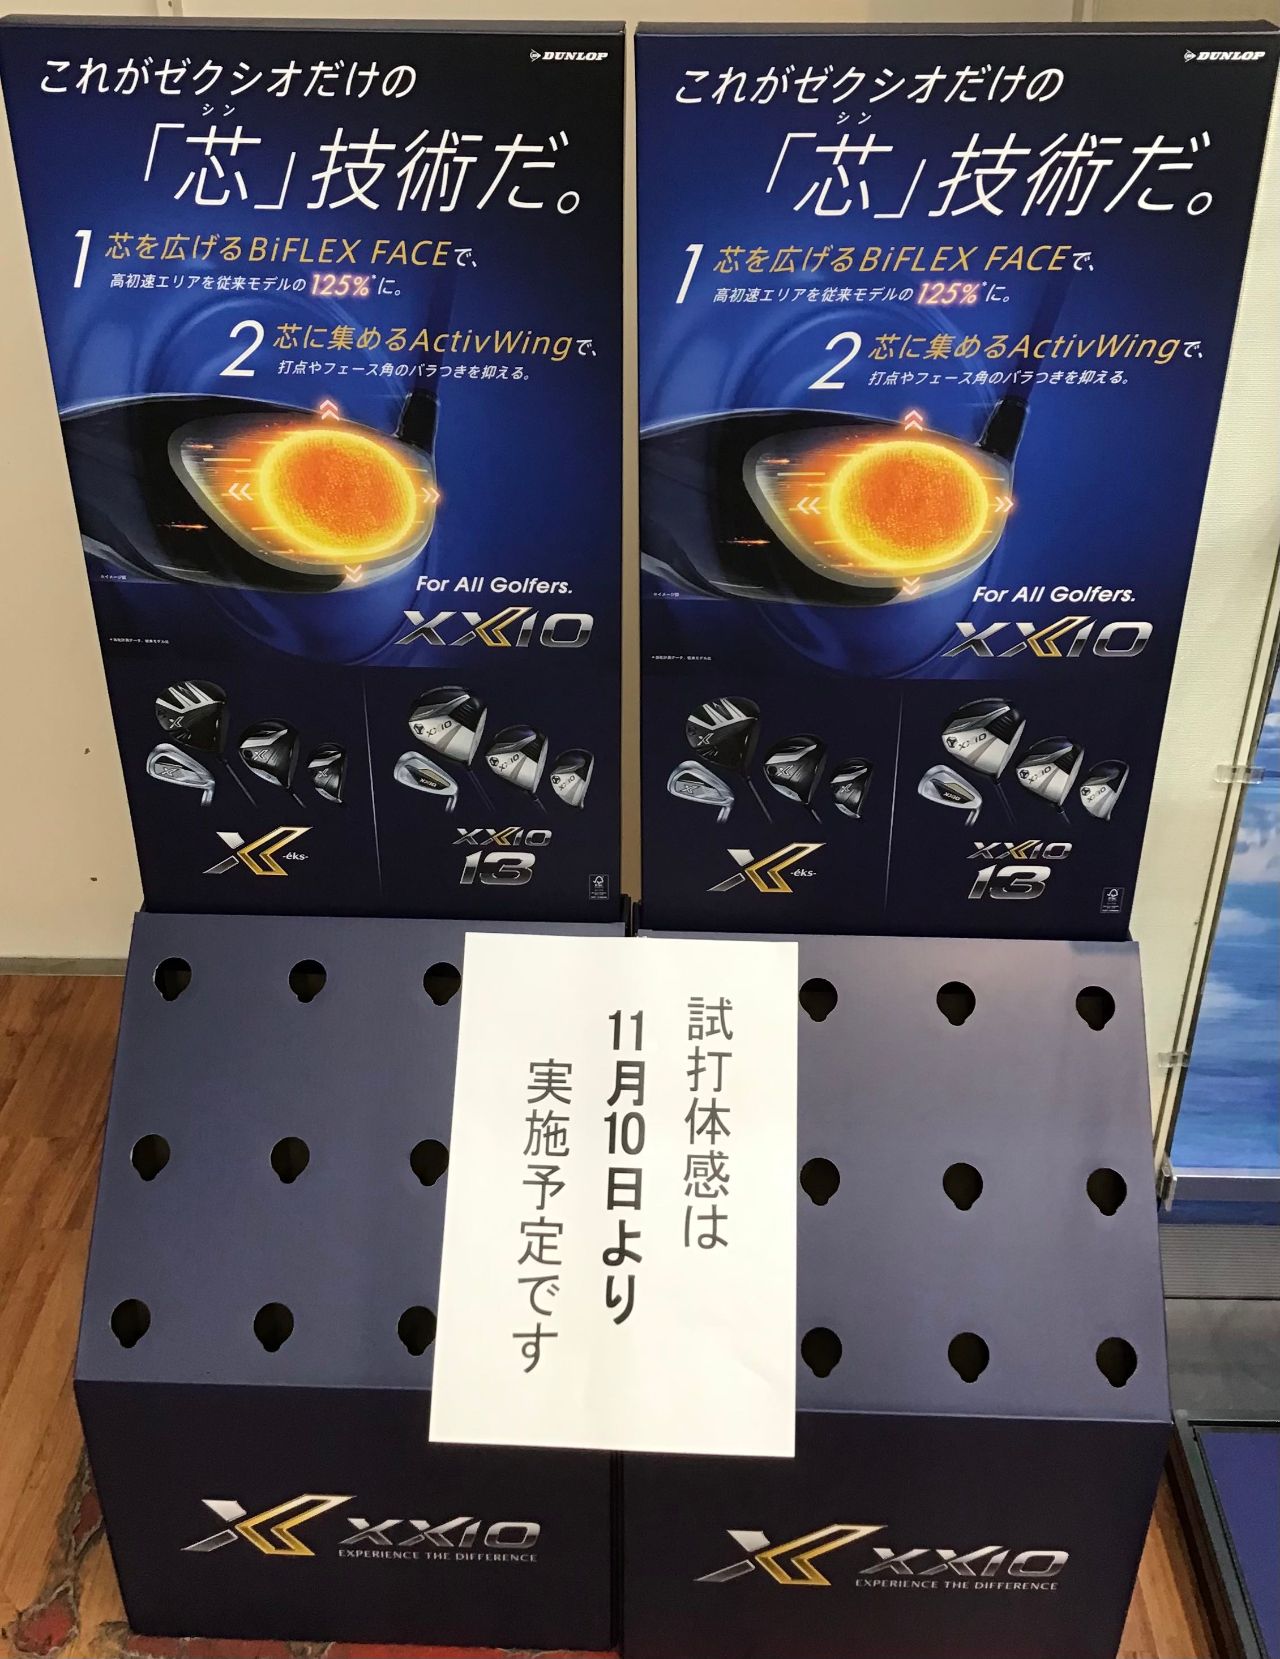 DUNLOP
これがゼクシオだけの
シン
「芯」技術だ。
1 芯を広げるBiFLEX FACEで、
高初速エリアを従来モデルの125%*に。
2 芯に集めるActivWingで、
打点やフェース角のバラつきを抑える。
For All Golfers.
XXIO
-eks-
XXIO
13
DUNLOP
これがゼクシオだけの
シン
「芯」技術だ。
1 芯を広げるBiFLEX FACEで、
高初速エリアを従来モデルの125%*に。
2 芯に集めるActivWingで、
打点やフェース角のバラつきを抑える。
For All Golfers.
XXIO
-eks-
XXIO
13
試打体感は
11月10日より
実施予定です
XXIO
EXPERIENCE THE DIFFERENCE
XXIO
EXPERIENCE THE DIFFERENCE